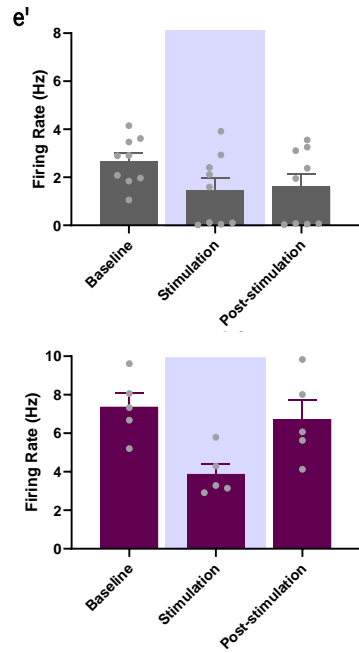 e'
Firing Rate (Hz)
8
6
4
2
0
Baseline
Stimulation
Post-stimulation
Firing Rate (Hz)
10
8
6
4
2
0
Baseline
Stimulation
Post-stimulation